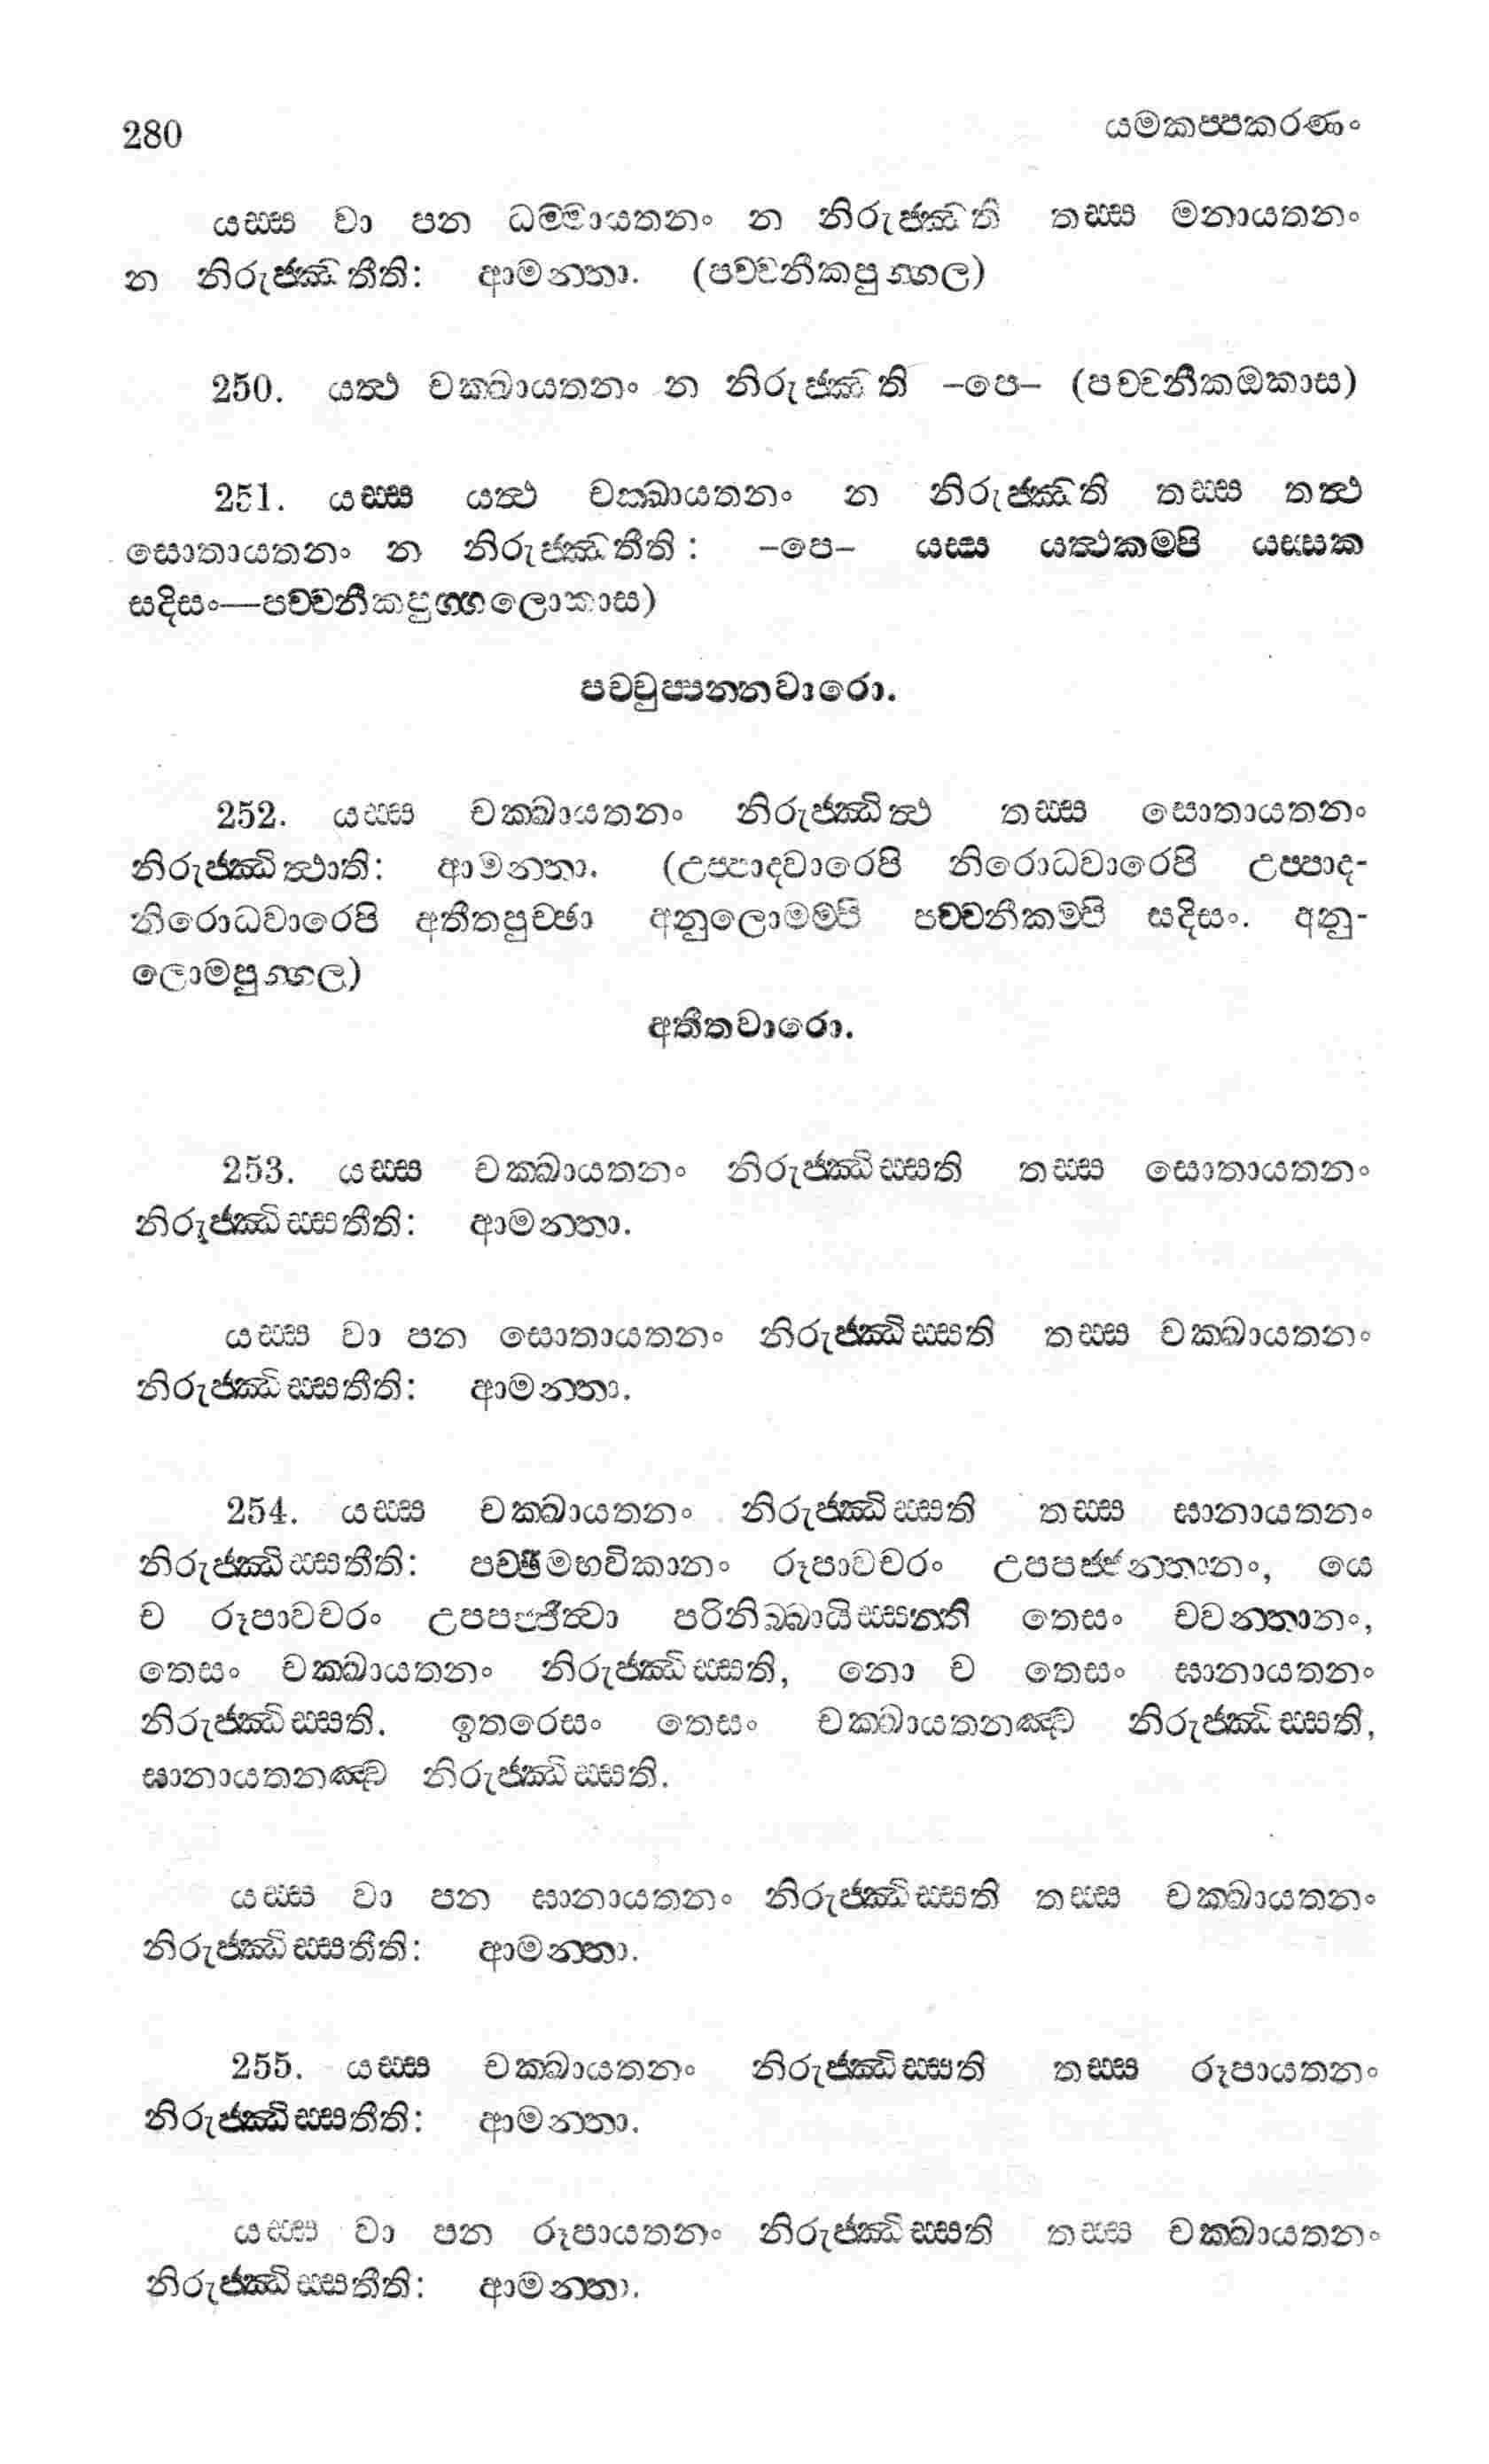 280 යමකප්පකරණං
යස්ස වා පන ධම්මායතනං න නිරුජ්ඣති තස්ස මනායතනං
න නිරුජ්ඣතීති: ආමන්තා. (පච්චනීකපුග්ගල)
250. යත්ථ චක්ඛායතනං න නිරුජ්ඣති –පෙ– (පච්චනීකඔකාස)
251. යස්ස යත්ථ චක්ඛායතනං න නිරුජ්ඣති තස්ස තත්ථ
සොතායතනං න නිරුජ්ඣතීති: –පෙ– යස්ස යත්ථකම්පි යස්සක
සදිසං—පච්චනීකපුග්ගලොකාස)
පච්චුප්පන්නවාරො.
252. යස්ස චක්ඛායතනං නිරුජ්ඣිත්ථ තස්ස සොතායතනං
නිරුජ්ඣිත්ථාති: ආමන්තා. (උප්පාදවාරෙපි නිරොධවාරෙපි උප්පාද-
නිරොධවාරෙපි අතීතපුච්ඡා අනුලොමම්පි පච්චනීකම්පි සදිසං. අනු-
ලොමපුග්ගල)
අතීතවාරො.
253. යස්ස චක්ඛායතනං නිරුජ්ඣිස්සති තස්ස සොතායතනං
නිරුජ්ඣිස්සතීති: ආමන්තා.
යස්ස වා පන සොතායතනං නිරුජ්ඣිස්සති තස්ස චක්ඛායතනං
නිරුජ්ඣිස්සතීති: ආමන්තා.
254. යස්ස චක්ඛායතනං නිරුජ්ඣිස්සති තස්ස ඝානායතනං
නිරුජ්ඣිස්සතීති: පච්ඡිමභවිකානං රූපාවචරං උපපජ්ජන්තානං, යෙ
ච රූපාවචරං උපපජ්ජිත්වා පරිනිබ්බායිස්සන්ති තෙසං චවන්තානං,
තෙසං චක්ඛායතනං නිරුජ්ඣිස්සති, නො ච තෙසං ඝානායතනං
නිරුජ්ඣිස්සති. ඉතරෙසං තෙසං චක්ඛායතනඤ්ච නිරුජ්ඣිස්සති,
ඝානායතනඤ්ච නිරුජ්ඣිස්සති.
යස්ස වා පන ඝානායතනං නිරුජ්ඣිස්සති තස්ස චක්ඛායතනං
නිරුජ්ඣිස්සතීති: ආමන්තා.
255. යස්ස චක්ඛායතනං නිරුජ්ඣිස්සති තස්ස රූපායතනං
නිරුජ්ඣිස්සතීති: ආමන්තා.
යස්ස වා පන රූපායතනං නිරුජ්ඣිස්සති තස්ස චක්ඛායතනං
නිරුජ්ඣිස්සතීති: ආමන්තා.